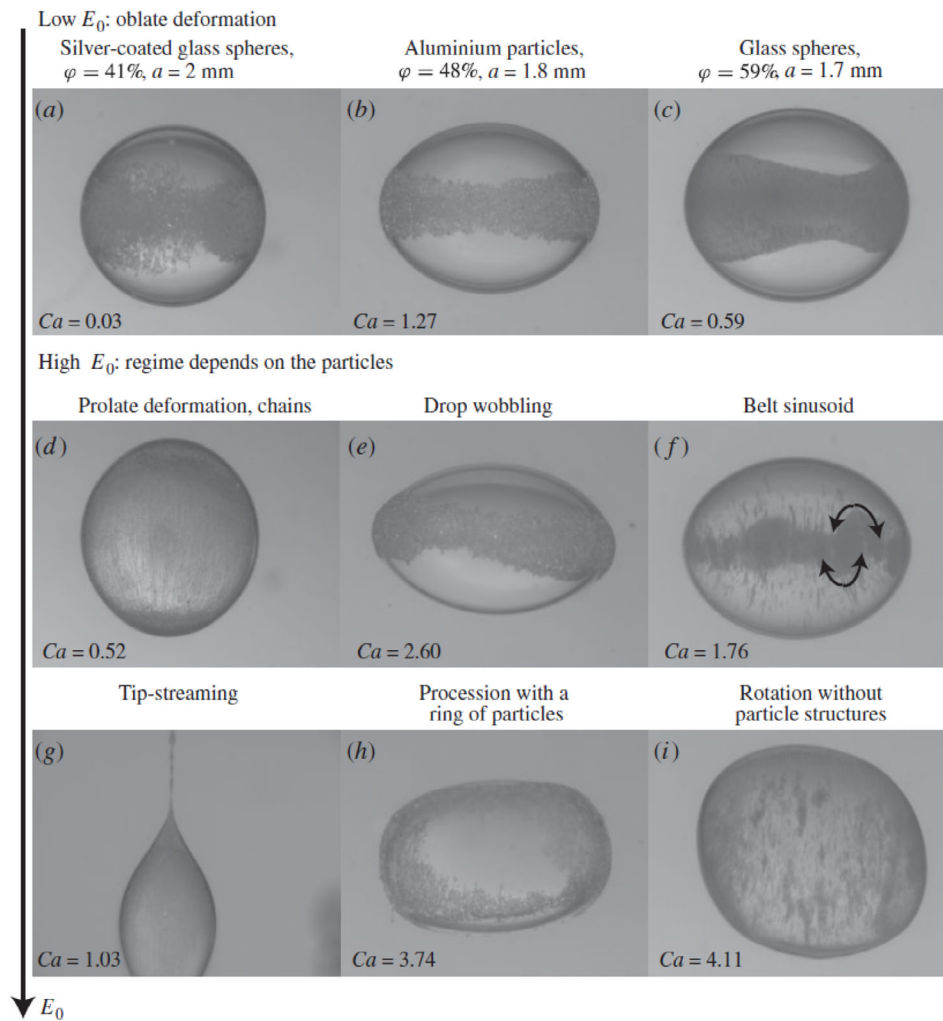 Low E₀: oblate deformation
Silver-coated glass spheres,
φ = 41%, a = 2 mm
Aluminium particles,
φ = 48%, a = 1.8 mm
Glass spheres,
φ = 59%, a = 1.7 mm
(a)
(b)
(c)
Ca = 0.03
Ca = 1.27
Ca = 0.59
High E₀: regime depends on the particles
Prolate deformation, chains
Drop wobbling
Belt sinusoid
(d)
(e)
(f)
Ca = 0.52
Ca = 2.60
Ca = 1.76
Tip-streaming
Procession with a
ring of particles
Rotation without
particle structures
(g)
(h)
(i)
Ca = 1.03
Ca = 3.74
Ca = 4.11
E₀